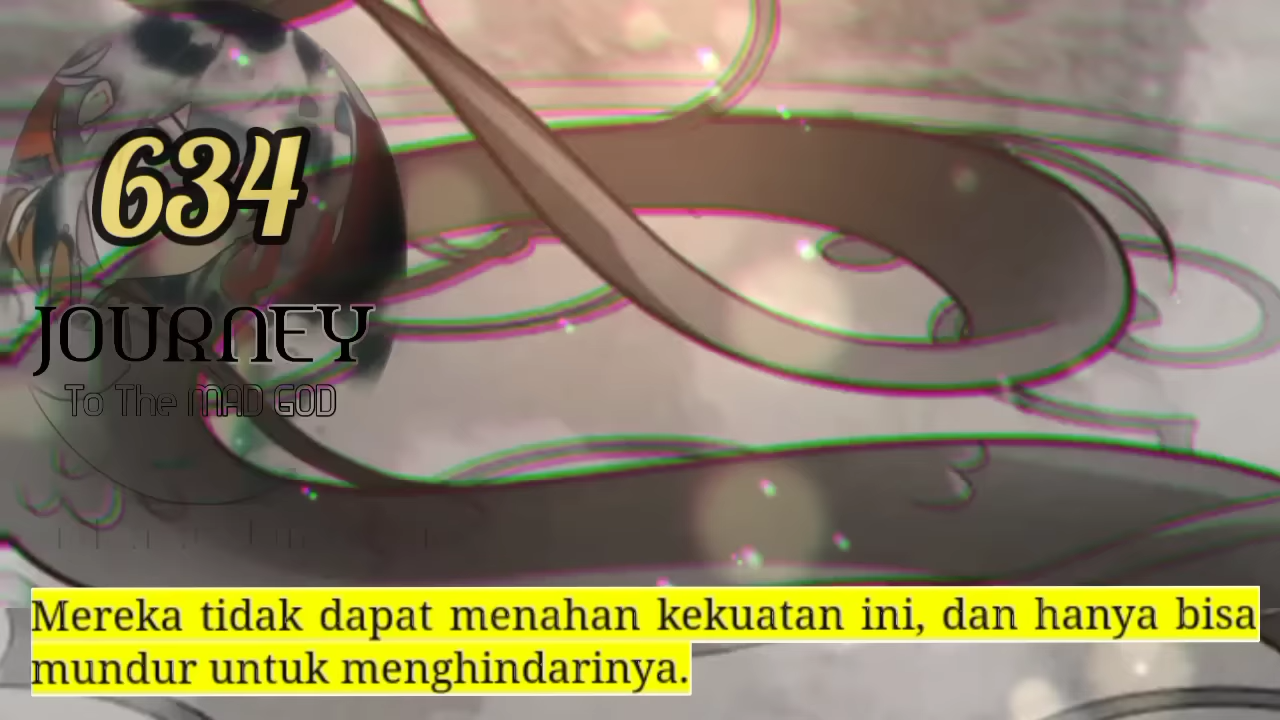 634
JOURNEY
To The MAD GOD
Mereka tidak dapat menahan kekuatan ini, dan hanya bisa
mundur untuk menghindarinya.